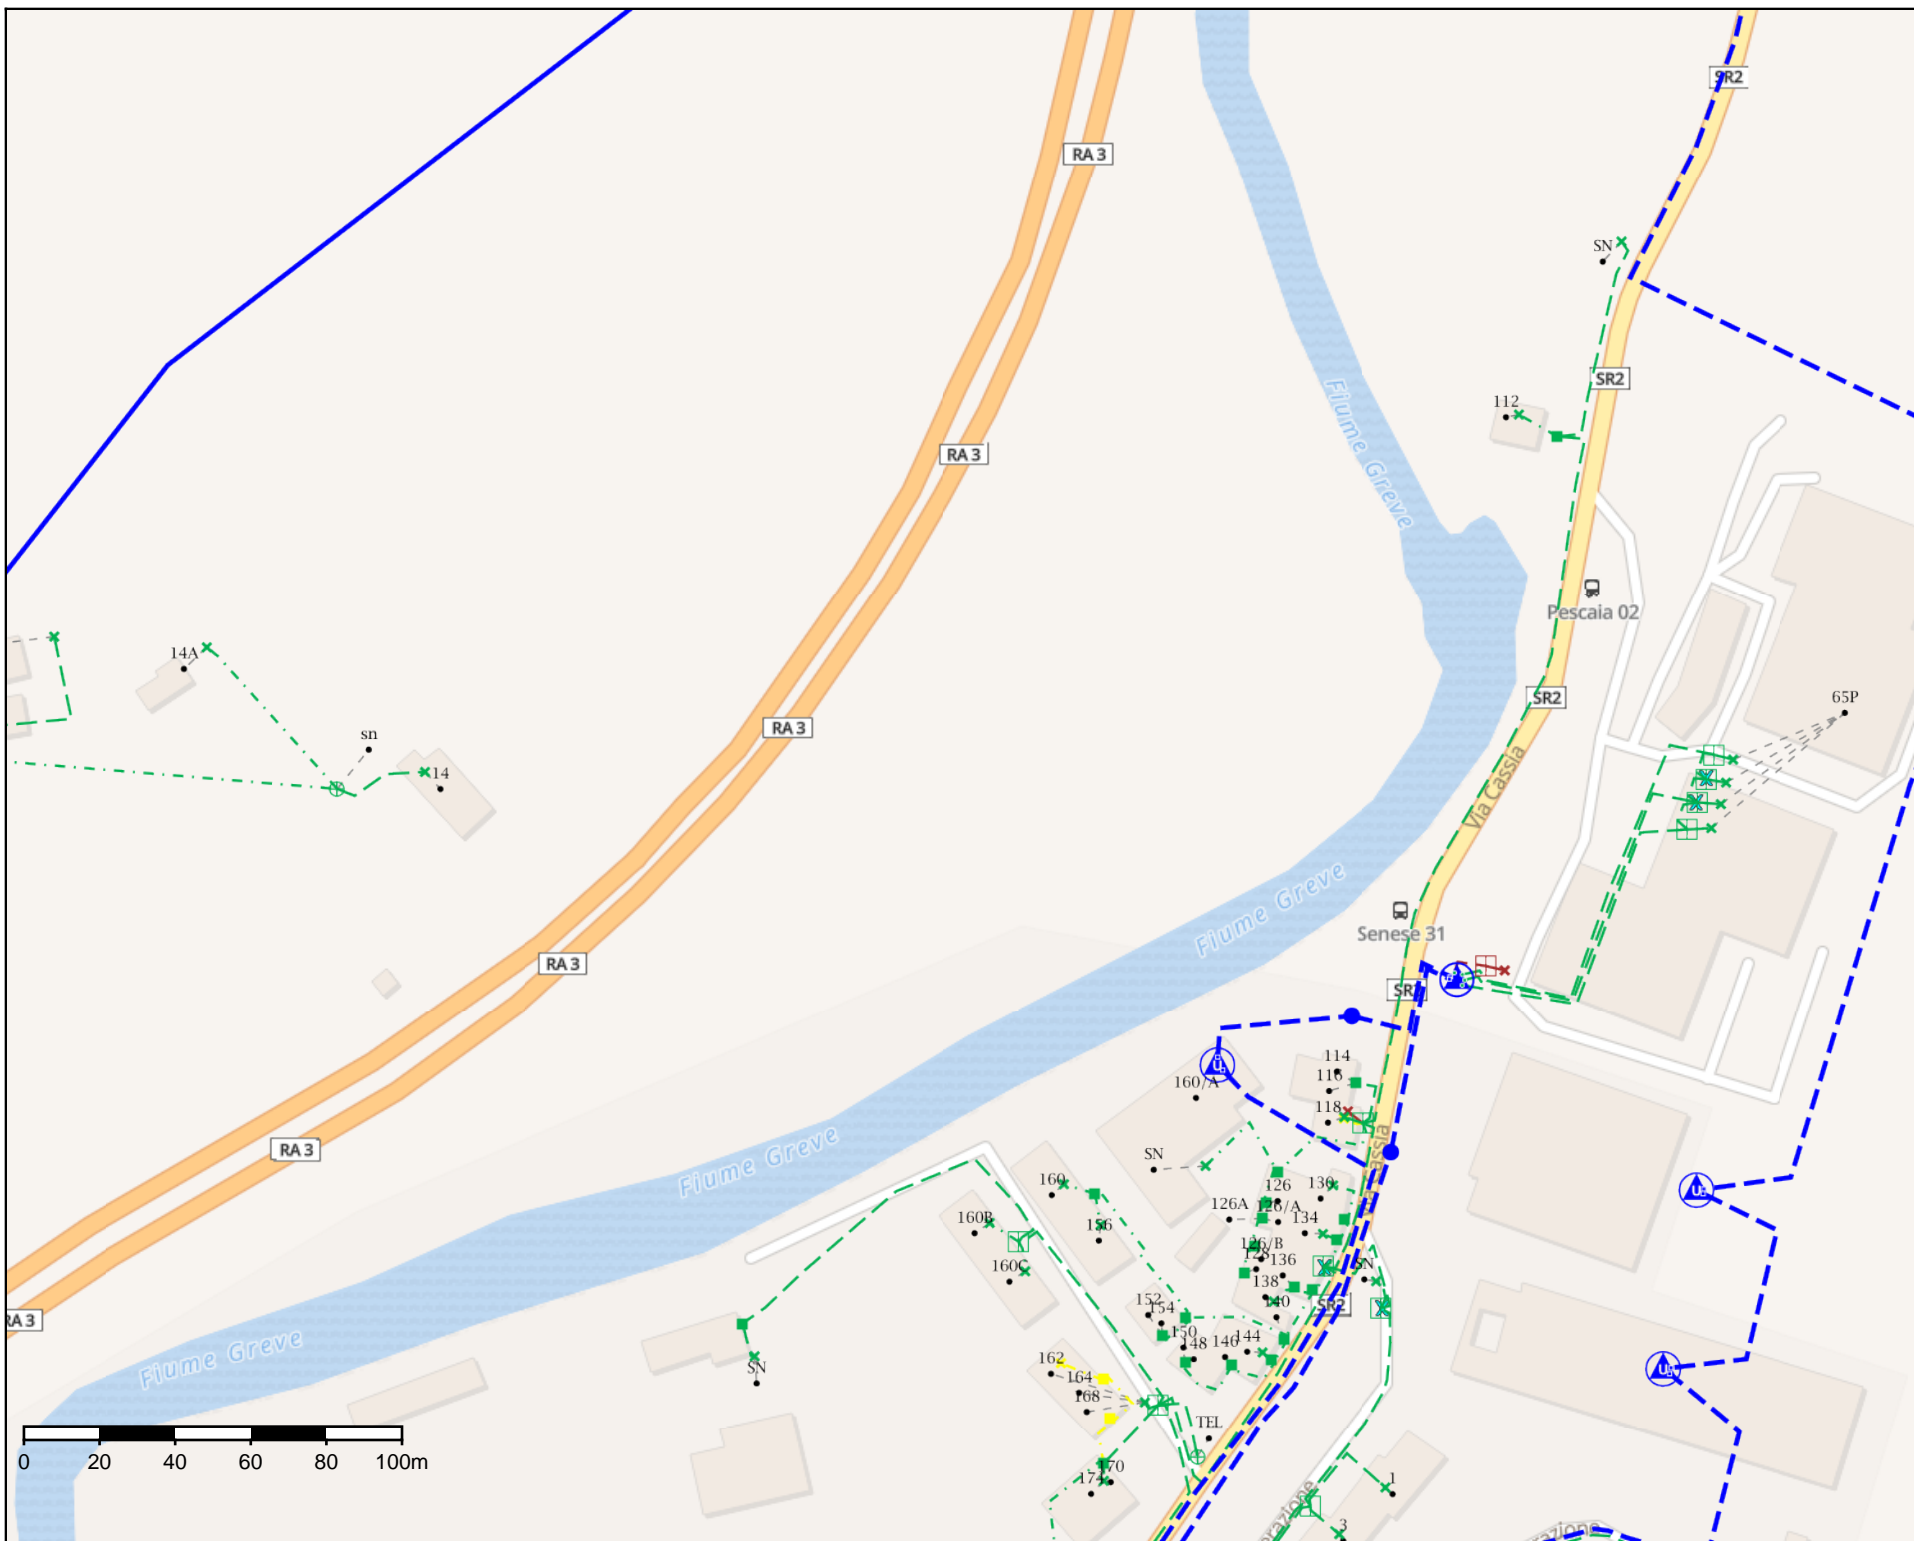 SR2
RA 3
SN
SR2
112
Fiume Greve
RA 3
Pescaia 02
14A
SR2
65P
RA 3
sn
14
Via Cassia
Fiume Greve
Senese 31
RA 3
114
116
160/A
118
RA 3
Fiume Greve
SN
160
126
130
126A
126/A
134
160B
156
126/B
128
136
SN
160C
138
140
SR2
152
154
RA 3
Fiume Greve
150
148
146
144
162
SN
164
168
TEL
170
174
1
3
0 20 40 60 80 100m